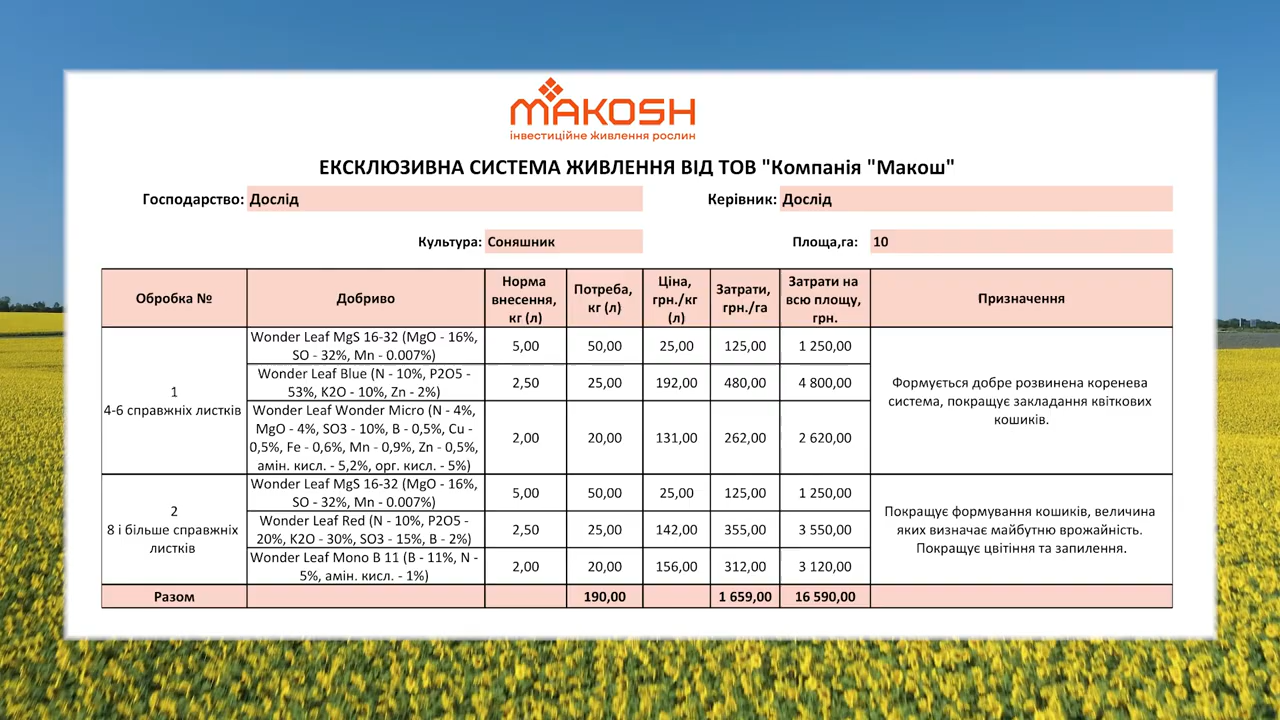 MAKOSH
інвестиційне живлення рослин
ЕКСКЛЮЗИВНА СИСТЕМА ЖИВЛЕННЯ ВІД ТОВ "Компанія "Макош"
Господарство: Дослід
Керівник: Дослід
Культура: Соняшник
Площа,га: 10
Обробка №
Добриво
Норма
внесення,
кг (л)
Потреба,
кг (л)
Ціна,
грн./кг
(л)
Затрати,
грн./га
Затрати на
всю площу,
грн.
Призначення
1
4-6 справжніх листків
Wonder Leaf MgS 16-32 (MgO - 16%,
SO - 32%, Mn - 0.007%)
5,00 50,00 25,00 125,00 1 250,00
Wonder Leaf Blue (N - 10%, P2O5 -
53%, K2O - 10%, Zn - 2%)
2,50 25,00 192,00 480,00 4 800,00
Wonder Leaf Wonder Micro (N - 4%,
MgO - 4%, SO3 - 10%, B - 0,5%, Cu -
0,5%, Fe - 0,6%, Mn - 0,9%, Zn - 0,5%,
амін. кисл. - 5,2%, орг. кисл. - 5%)
2,00 20,00 131,00 262,00 2 620,00
Формується добре розвинена коренева
система, покращує закладання квіткових
кошиків.
2
8 і більше справжніх
листків
Wonder Leaf MgS 16-32 (MgO - 16%,
SO - 32%, Mn - 0.007%)
5,00 50,00 25,00 125,00 1 250,00
Wonder Leaf Red (N - 10%, P2O5 -
20%, K2O - 30%, SO3 - 15%, B - 2%)
2,50 25,00 142,00 355,00 3 550,00
Wonder Leaf Mono B 11 (B - 11%, N -
5%, амін. кисл. - 1%)
2,00 20,00 156,00 312,00 3 120,00
Покращує формування кошиків, величина
яких визначає майбутню врожайність.
Покращує цвітіння та запилення.
Разом 190,00 1 659,00 16 590,00